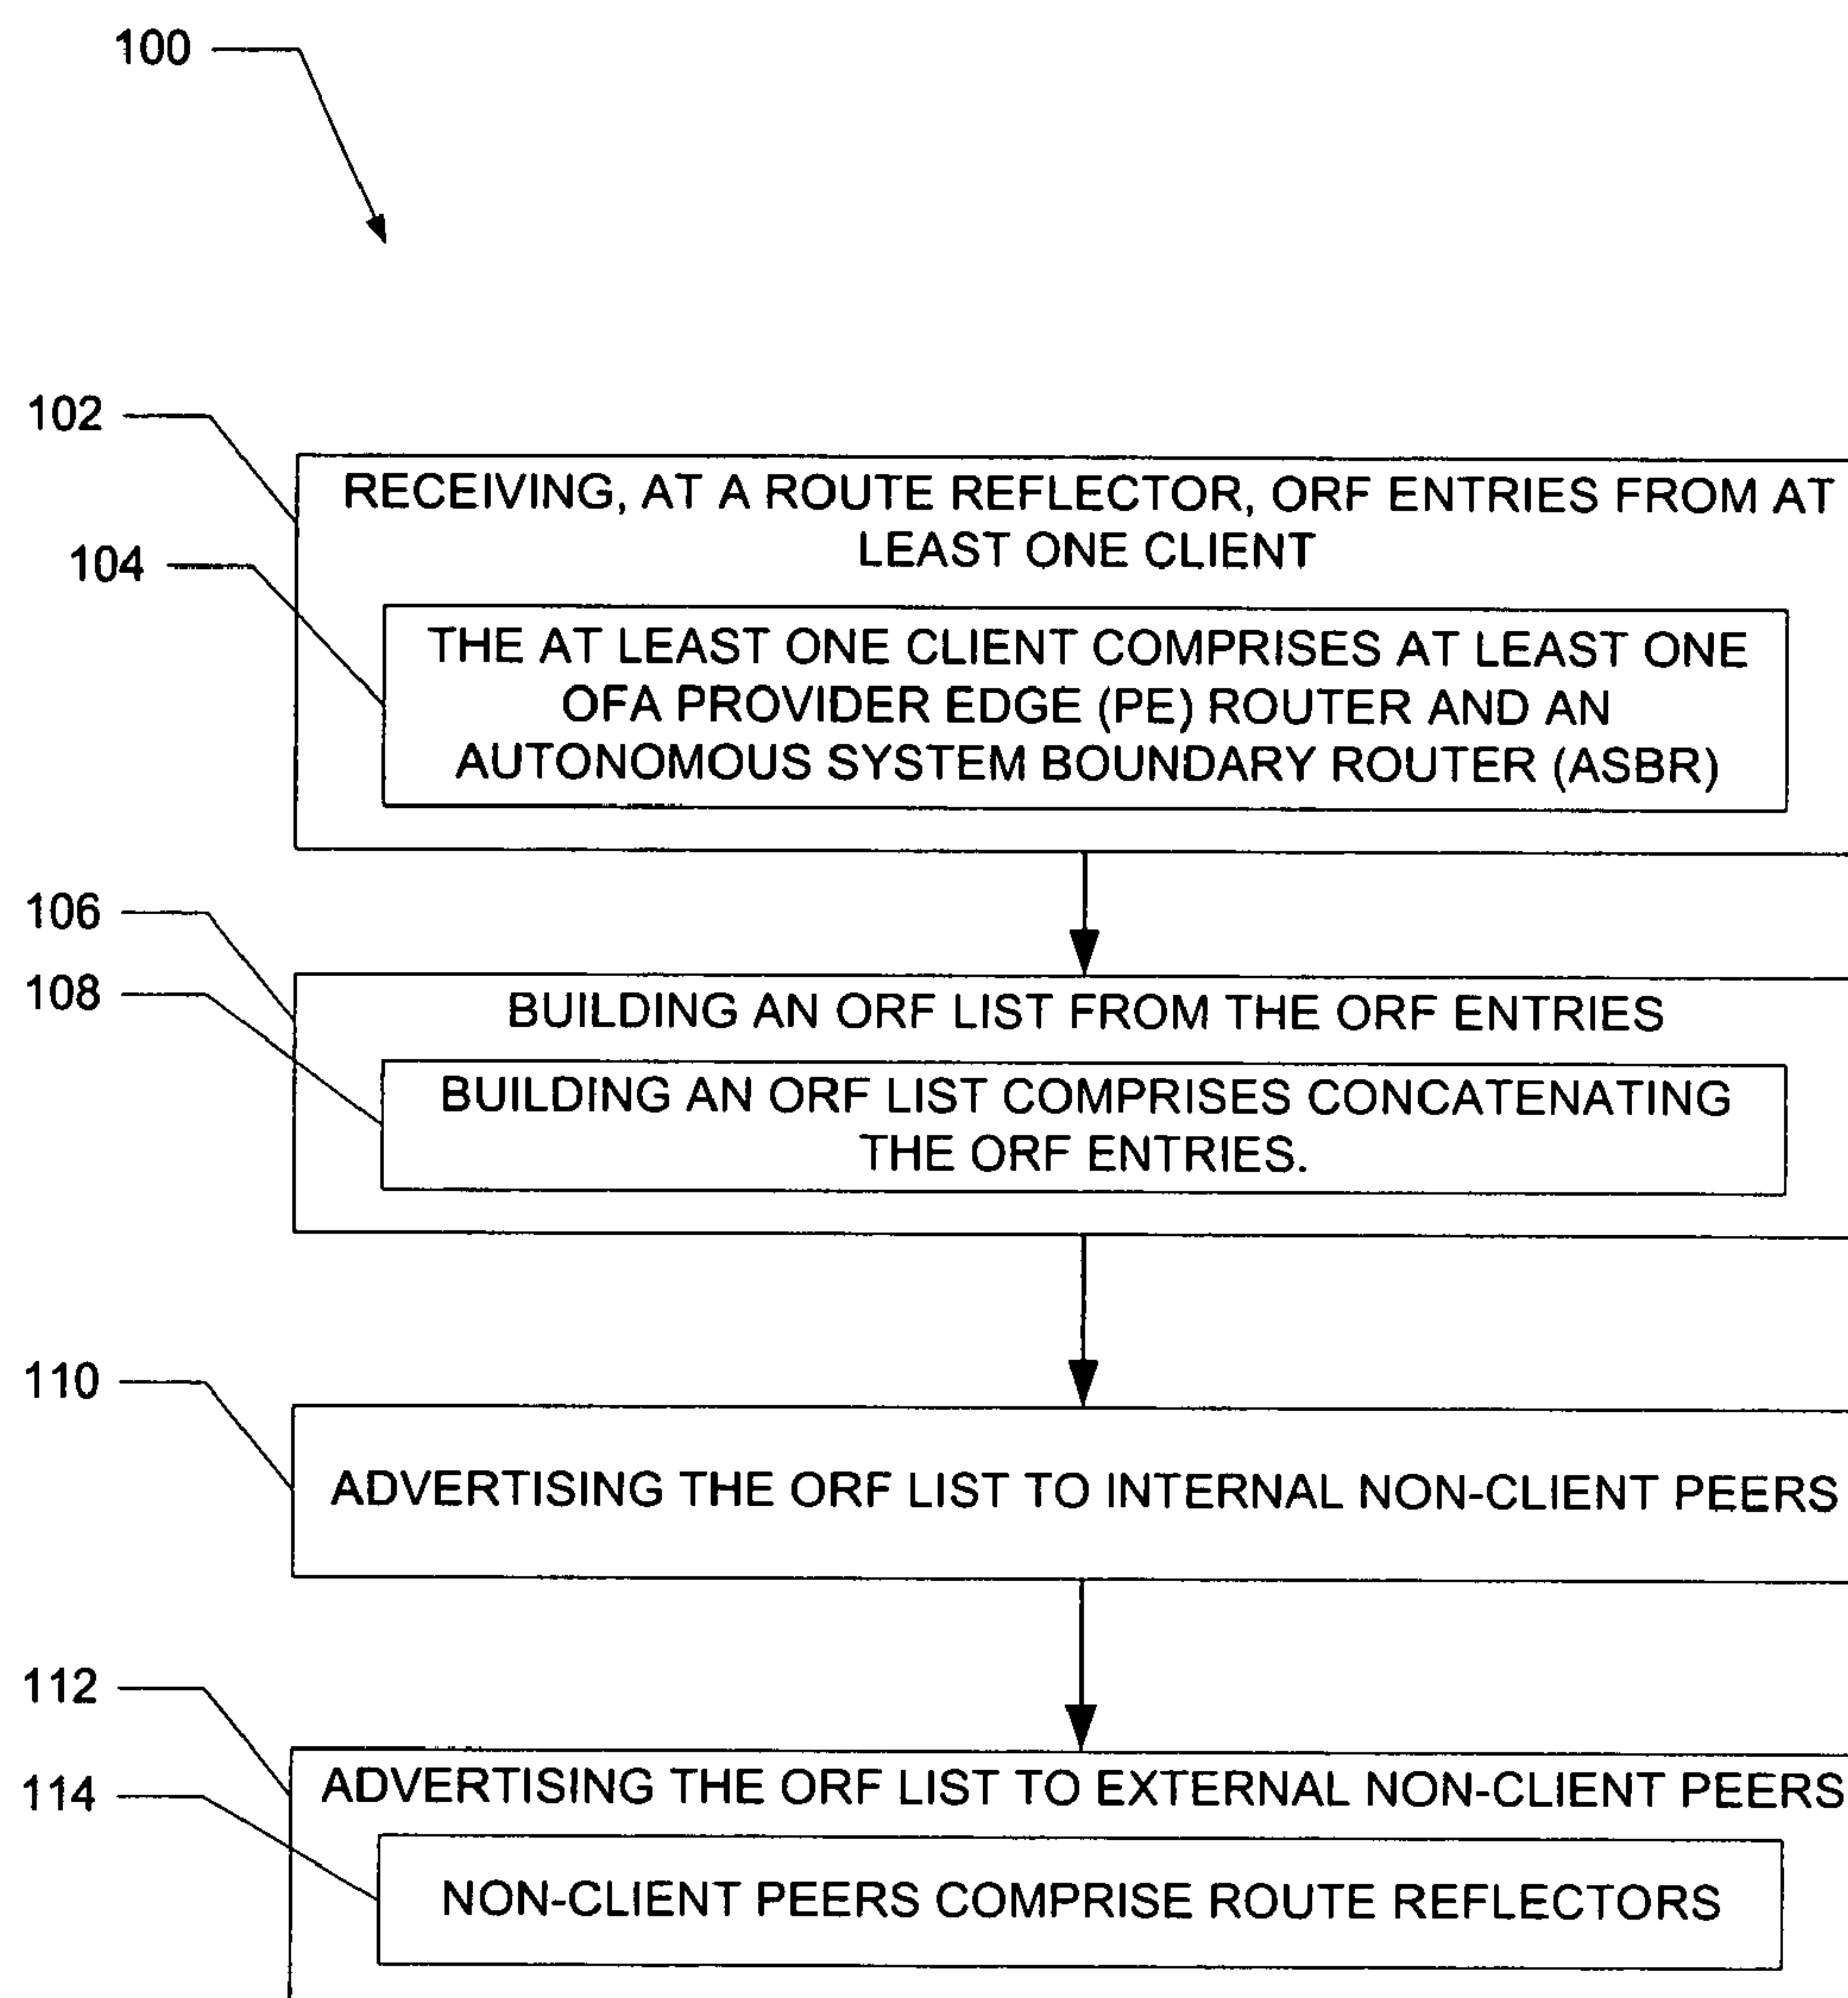 100
102
RECEIVING, AT A ROUTE REFLECTOR, ORF ENTRIES FROM AT
LEAST ONE CLIENT
104
THE AT LEAST ONE CLIENT COMPRISES AT LEAST ONE
OFA PROVIDER EDGE (PE) ROUTER AND AN
AUTONOMOUS SYSTEM BOUNDARY ROUTER (ASBR)
106
108
BUILDING AN ORF LIST FROM THE ORF ENTRIES
BUILDING AN ORF LIST COMPRISES CONCATENATING
THE ORF ENTRIES.
110
ADVERTISING THE ORF LIST TO INTERNAL NON-CLIENT PEERS
112
114
ADVERTISING THE ORF LIST TO EXTERNAL NON-CLIENT PEERS
NON-CLIENT PEERS COMPRISE ROUTE REFLECTORS